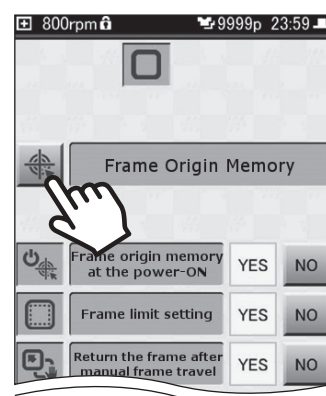 800rpm 9999p 23:59
Frame Origin Memory
Frame origin memory
at the power-ON YES NO
Frame limit setting YES NO
Return the frame after
manual frame travel YES NO